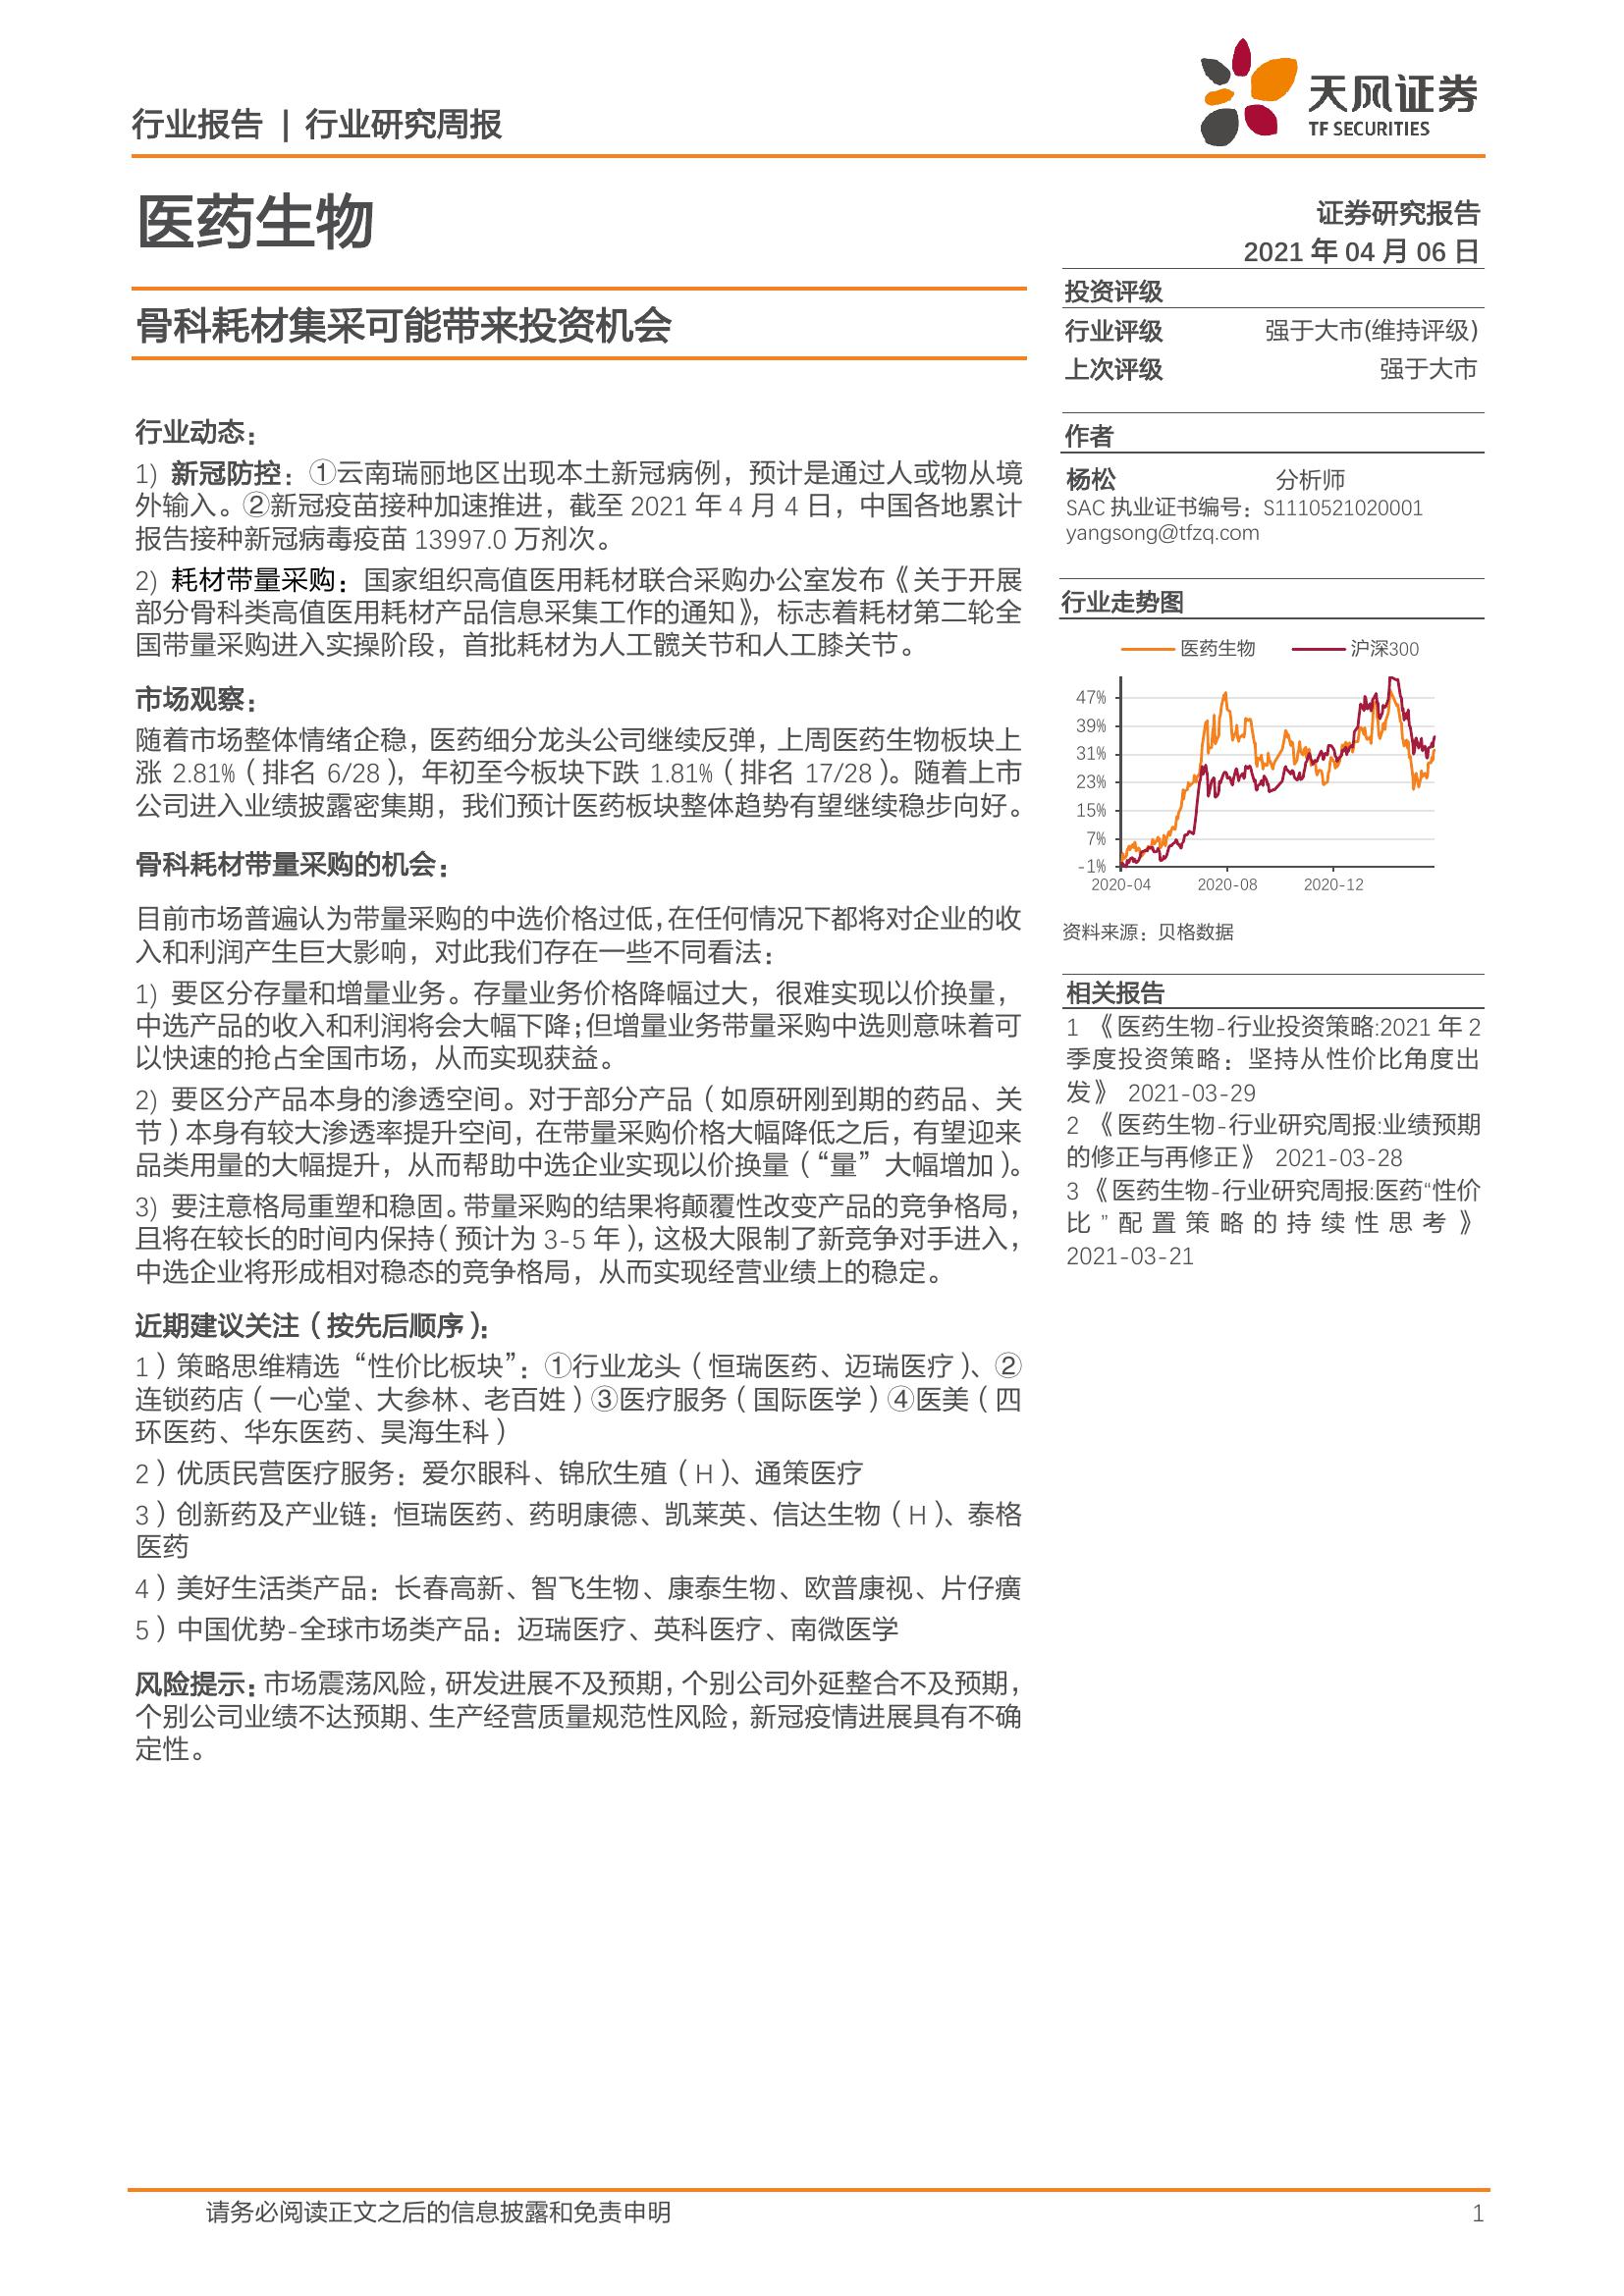 行业报告 | 行业研究周报
天风证券
TF SECURITIES
医药生物
证券研究报告
2021 年 04 月 06 日
骨科耗材集采可能带来投资机会
投资评级
行业评级 强于大市(维持评级)
上次评级 强于大市
行业动态：
1) 新冠防控：①云南瑞丽地区出现本土新冠病例，预计是通过人或物从境
外输入。②新冠疫苗接种加速推进，截至 2021 年 4 月 4 日，中国各地累计
报告接种新冠病毒疫苗 13997.0 万剂次。
2) 耗材带量采购：国家组织高值医用耗材联合采购办公室发布《关于开展
部分骨科类高值医用耗材产品信息采集工作的通知》，标志着耗材第二轮全
国带量采购进入实操阶段，首批耗材为人工髋关节和人工膝关节。
市场观察：
随着市场整体情绪企稳，医药细分龙头公司继续反弹，上周医药生物板块上
涨 2.81%（排名 6/28），年初至今板块下跌 1.81%（排名 17/28）。随着上市
公司进入业绩披露密集期，我们预计医药板块整体趋势有望继续稳步向好。
骨科耗材带量采购的机会：
目前市场普遍认为带量采购的中选价格过低，在任何情况下都将对企业的收
入和利润产生巨大影响，对此我们存在一些不同看法：
1) 要区分存量和增量业务。存量业务价格降幅过大，很难实现以价换量，
中选产品的收入和利润将会大幅下降；但增量业务带量采购中选则意味着可
以快速的抢占全国市场，从而实现获益。
2) 要区分产品本身的渗透空间。对于部分产品（如原研刚到期的药品、关
节）本身有较大渗透率提升空间，在带量采购价格大幅降低之后，有望迎来
品类用量的大幅提升，从而帮助中选企业实现以价换量（“量”大幅增加）。
3) 要注意格局重塑和稳固。带量采购的结果将颠覆性改变产品的竞争格局，
且将在较长的时间内保持（预计为 3-5 年），这极大限制了新竞争对手进入，
中选企业将形成相对稳态的竞争格局，从而实现经营业绩上的稳定。
近期建议关注（按先后顺序）：
1）策略思维精选“性价比板块”：①行业龙头（恒瑞医药、迈瑞医疗）、②
连锁药店（一心堂、大参林、老百姓）③医疗服务（国际医学）④医美（四
环医药、华东医药、昊海生科）
2）优质民营医疗服务：爱尔眼科、锦欣生殖（H）、通策医疗
3）创新药及产业链：恒瑞医药、药明康德、凯莱英、信达生物（H）、泰格
医药
4）美好生活类产品：长春高新、智飞生物、康泰生物、欧普康视、片仔癀
5）中国优势-全球市场类产品：迈瑞医疗、英科医疗、南微医学
风险提示：市场震荡风险，研发进展不及预期，个别公司外延整合不及预期，
个别公司业绩不达预期、生产经营质量规范性风险，新冠疫情进展具有不确
定性。
作者
杨松 分析师
SAC 执业证书编号：S1110521020001
yangsong@tfzq.com
行业走势图
医药生物 沪深300
47%
39%
31%
23%
15%
7%
-1%
2020-04 2020-08 2020-12
资料来源：贝格数据
相关报告
1 《医药生物-行业投资策略:2021 年 2
季度投资策略：坚持从性价比角度出
发》 2021-03-29
2 《医药生物-行业研究周报:业绩预期
的修正与再修正》 2021-03-28
3 《医药生物-行业研究周报:医药“性价
比”配置策略的持续性思考》
2021-03-21
请务必阅读正文之后的信息披露和免责申明 1